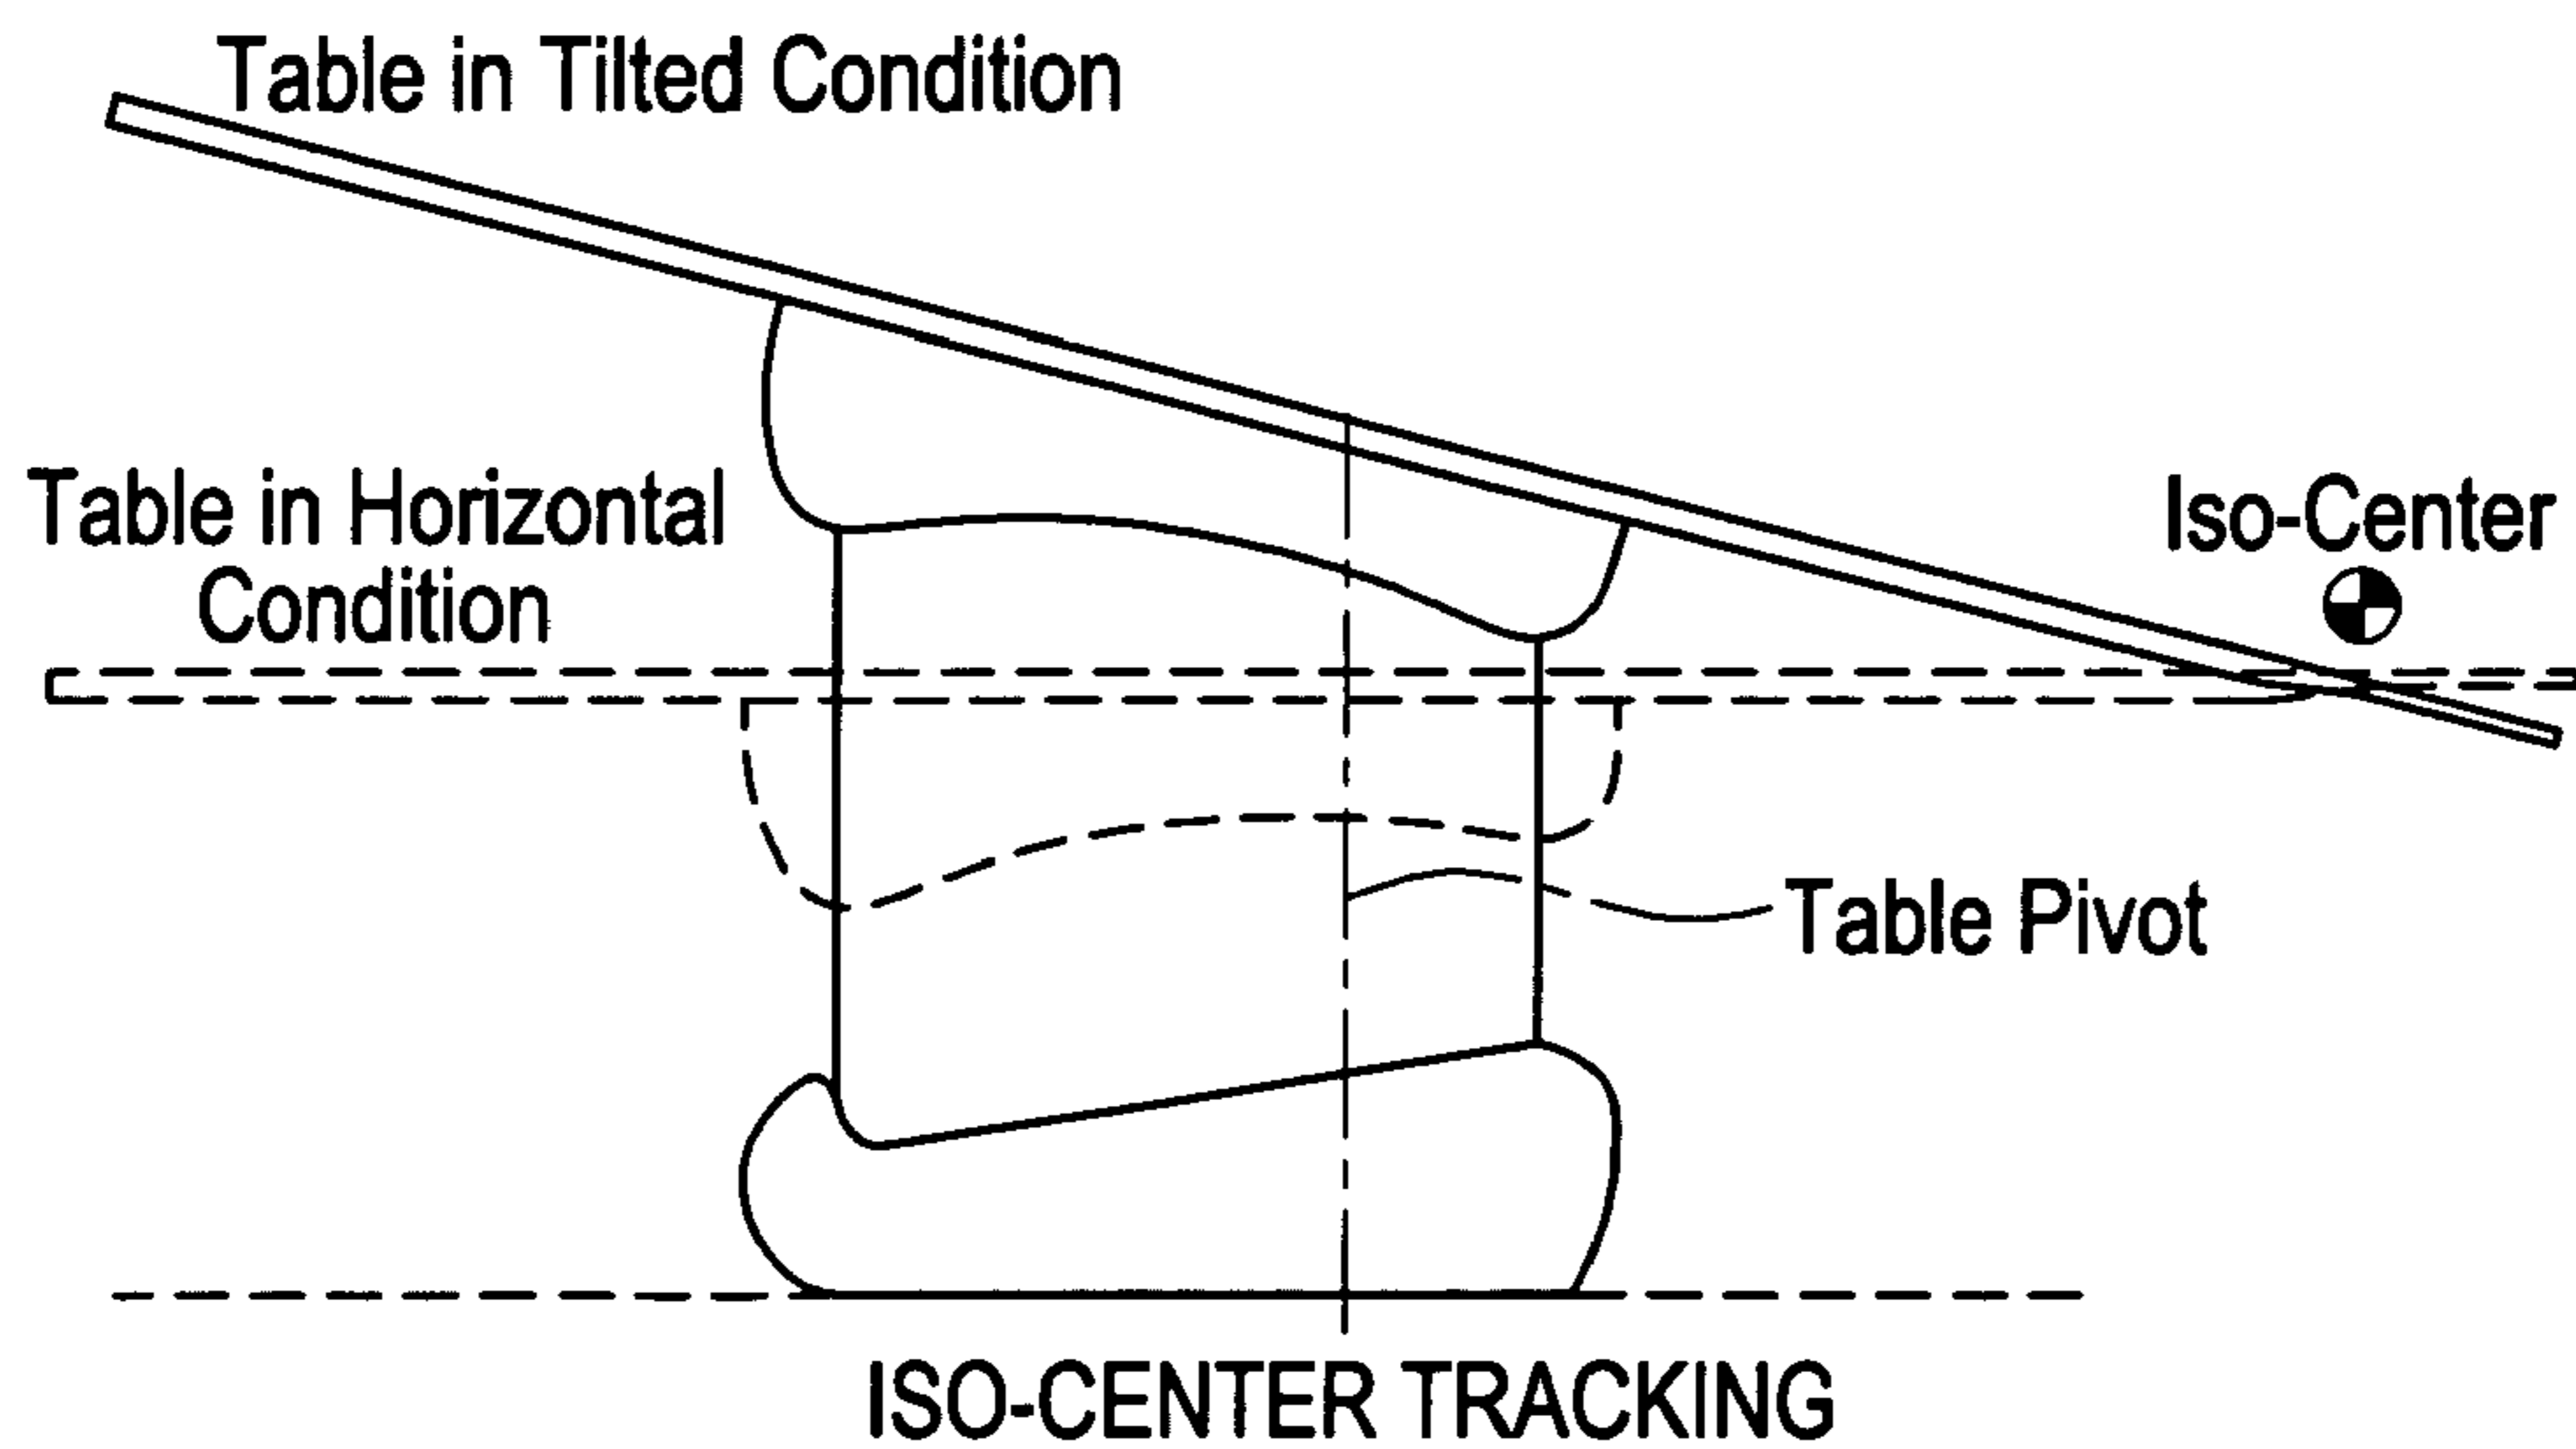 Table in Tilted Condition
Table in Horizontal
Condition
Iso-Center
Table Pivot
ISO-CENTER TRACKING